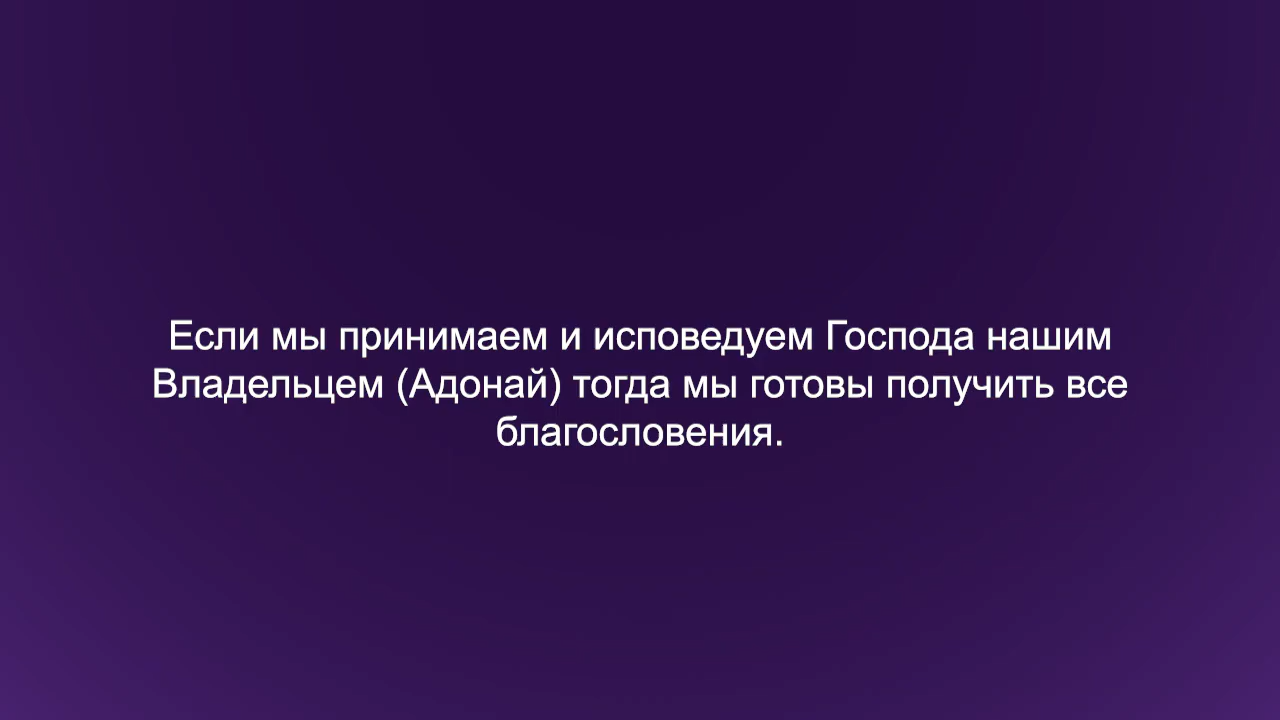 Если мы принимаем и исповедуем Господа нашим
Владельцем (Адонай) тогда мы готовы получить все
благословения.